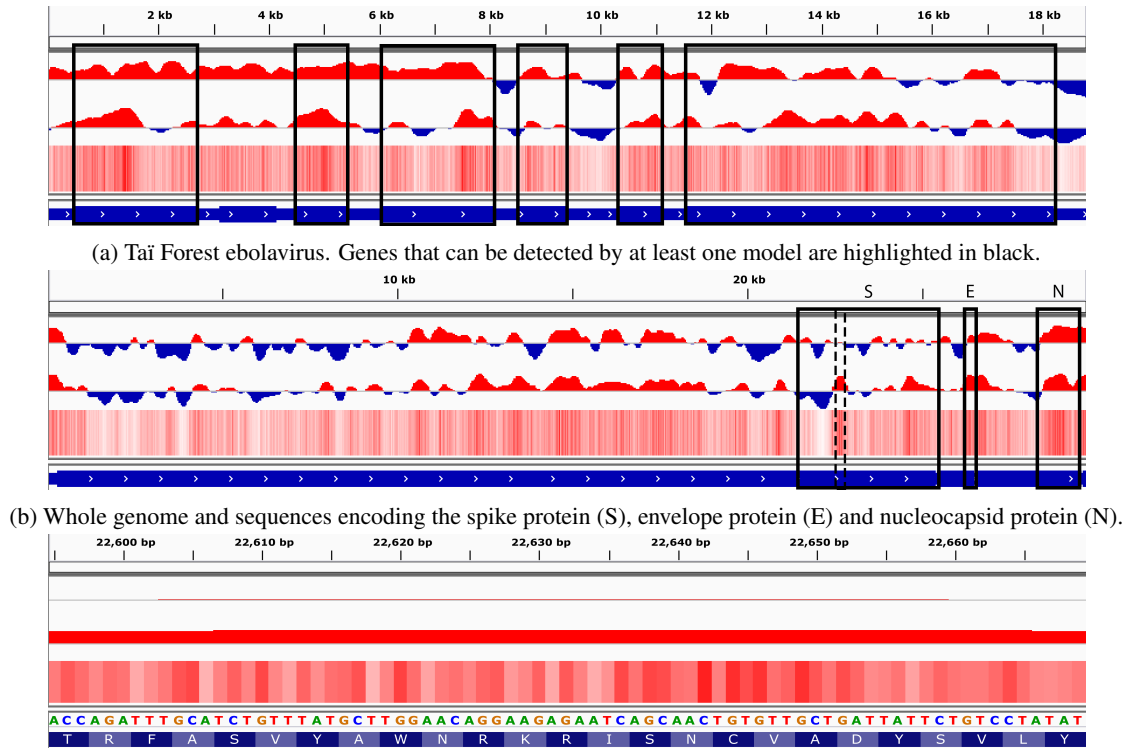 2 kb 4 kb 6 kb 8 kb 10 kb 12 kb 14 kb 16 kb 18 kb
(a) Taï Forest ebolavirus. Genes that can be detected by at least one model are highlighted in black.
10 kb 20 kb S E N
(b) Whole genome and sequences encoding the spike protein (S), envelope protein (E) and nucleocapsid protein (N).
22,600 bp 22,610 bp 22,620 bp 22,630 bp 22,640 bp 22,650 bp 22,660 bp
ACCAGATTTGCATCTGTTTATGCTTGGAACAGGAAGAGAATCAGCAACTGTGTTGCTGATTATTCTGTCCTATAT
T R F A S V Y A W N R K R I S N C V A D Y S V L Y